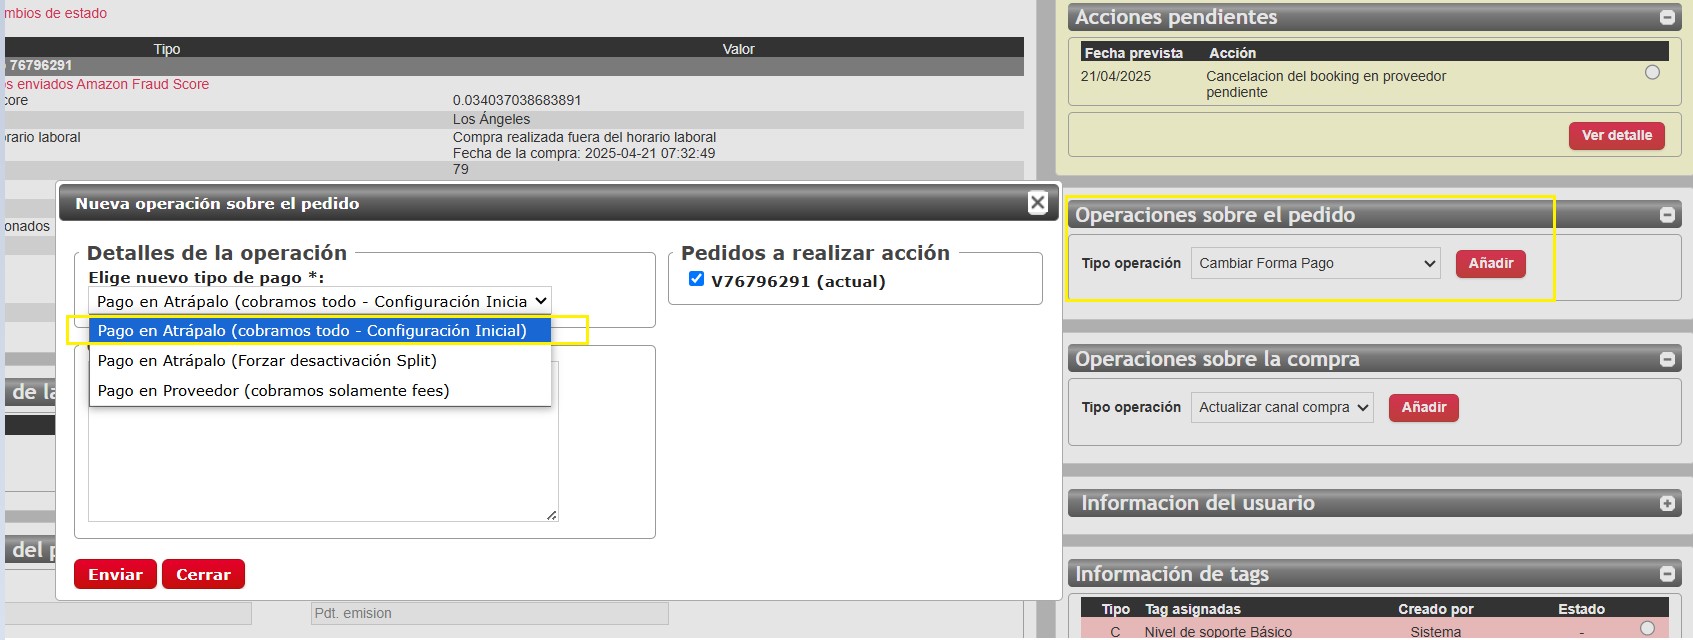 mbios de estado
Tipo Valor
76796291
os enviados Amazon Fraud Score
core 0.034037038683891
Los Ángeles
orario laboral Compra realizada fuera del horario laboral
Fecha de la compra: 2025-04-21 07:32:49
79
onados
de la
del p
Pdt. emision
Nueva operación sobre el pedido
Detalles de la operación
Elige nuevo tipo de pago *:
Pago en Atrápalo (cobramos todo - Configuración Inicia
Pago en Atrápalo (cobramos todo - Configuración Inicial)
Pago en Atrápalo (Forzar desactivación Split)
Pago en Proveedor (cobramos solamente fees)
Pedidos a realizar acción
V76796291 (actual)
Enviar Cerrar
Acciones pendientes
Fecha prevista Acción
21/04/2025 Cancelacion del booking en proveedor
pendiente
Ver detalle
Operaciones sobre el pedido
Tipo operación Cambiar Forma Pago Añadir
Operaciones sobre la compra
Tipo operación Actualizar canal compra Añadir
Informacion del usuario
Información de tags
Tipo Tag asignadas Creado por Estado
C Nivel de soporte Básico Sistema -